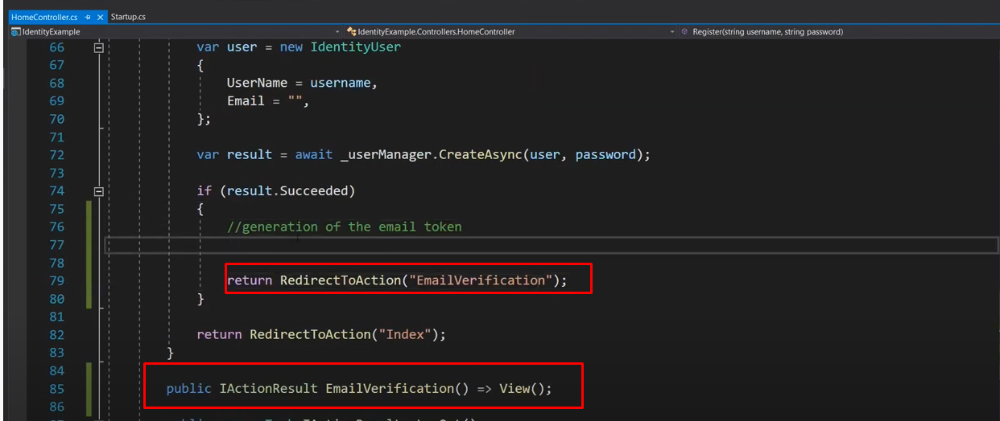 HomeController.cs Startup.cs
IdentityExample IdentityExample.Controllers.HomeController Register(string username, string password)
66 var user = new IdentityUser
67 {
68 UserName = username,
69 Email = "",
70 };
71
72 var result = await _userManager.CreateAsync(user, password);
73
74 if (result.Succeeded)
75 {
76 //generation of the email token
77
78
79 return RedirectToAction("EmailVerification");
80 }
81
82 return RedirectToAction("Index");
83 }
84
85 public IActionResult EmailVerification() => View();
86